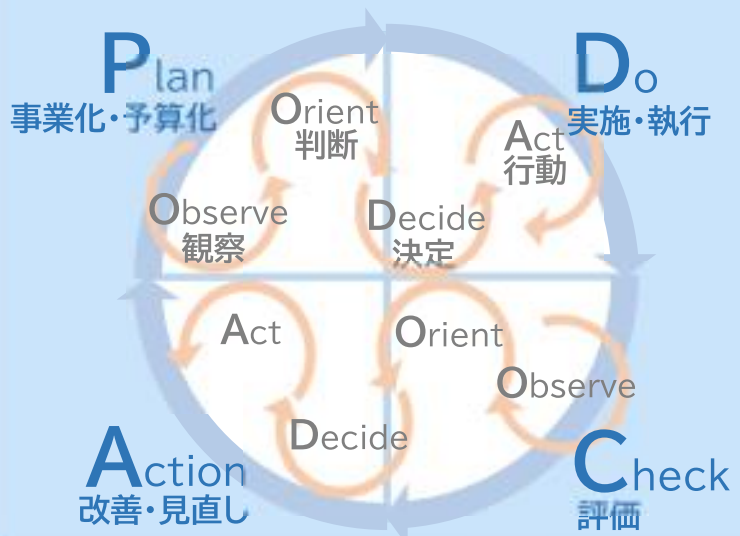 Plan
事業化・予算化
Do
実施・執行
Orient
判断
Act
行動
Observe
観察
Decide
決定
Act
Orient
Observe
Decide
Action
改善・見直し
Check
評価